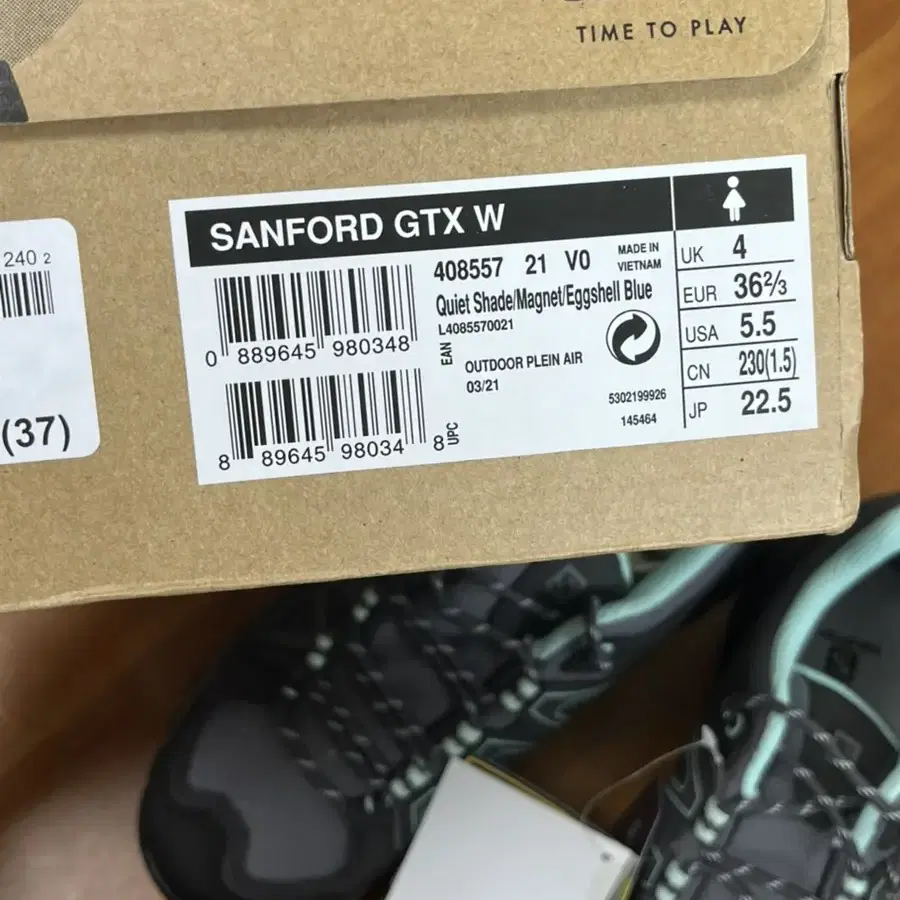 TIME TO PLAY
240 2
(37)
SANFORD GTX W
408557 21 V0
MADE IN
VIETNAM
Quiet Shade/Magnet/Eggshell Blue
L4085570021
0 889645 980348
EAN
OUTDOOR PLEIN AIR
03/21
5302199926
145464
8 89645 98034 8
UPC
UK 4
EUR 36⅔
USA 5.5
CN 230(1.5)
JP 22.5